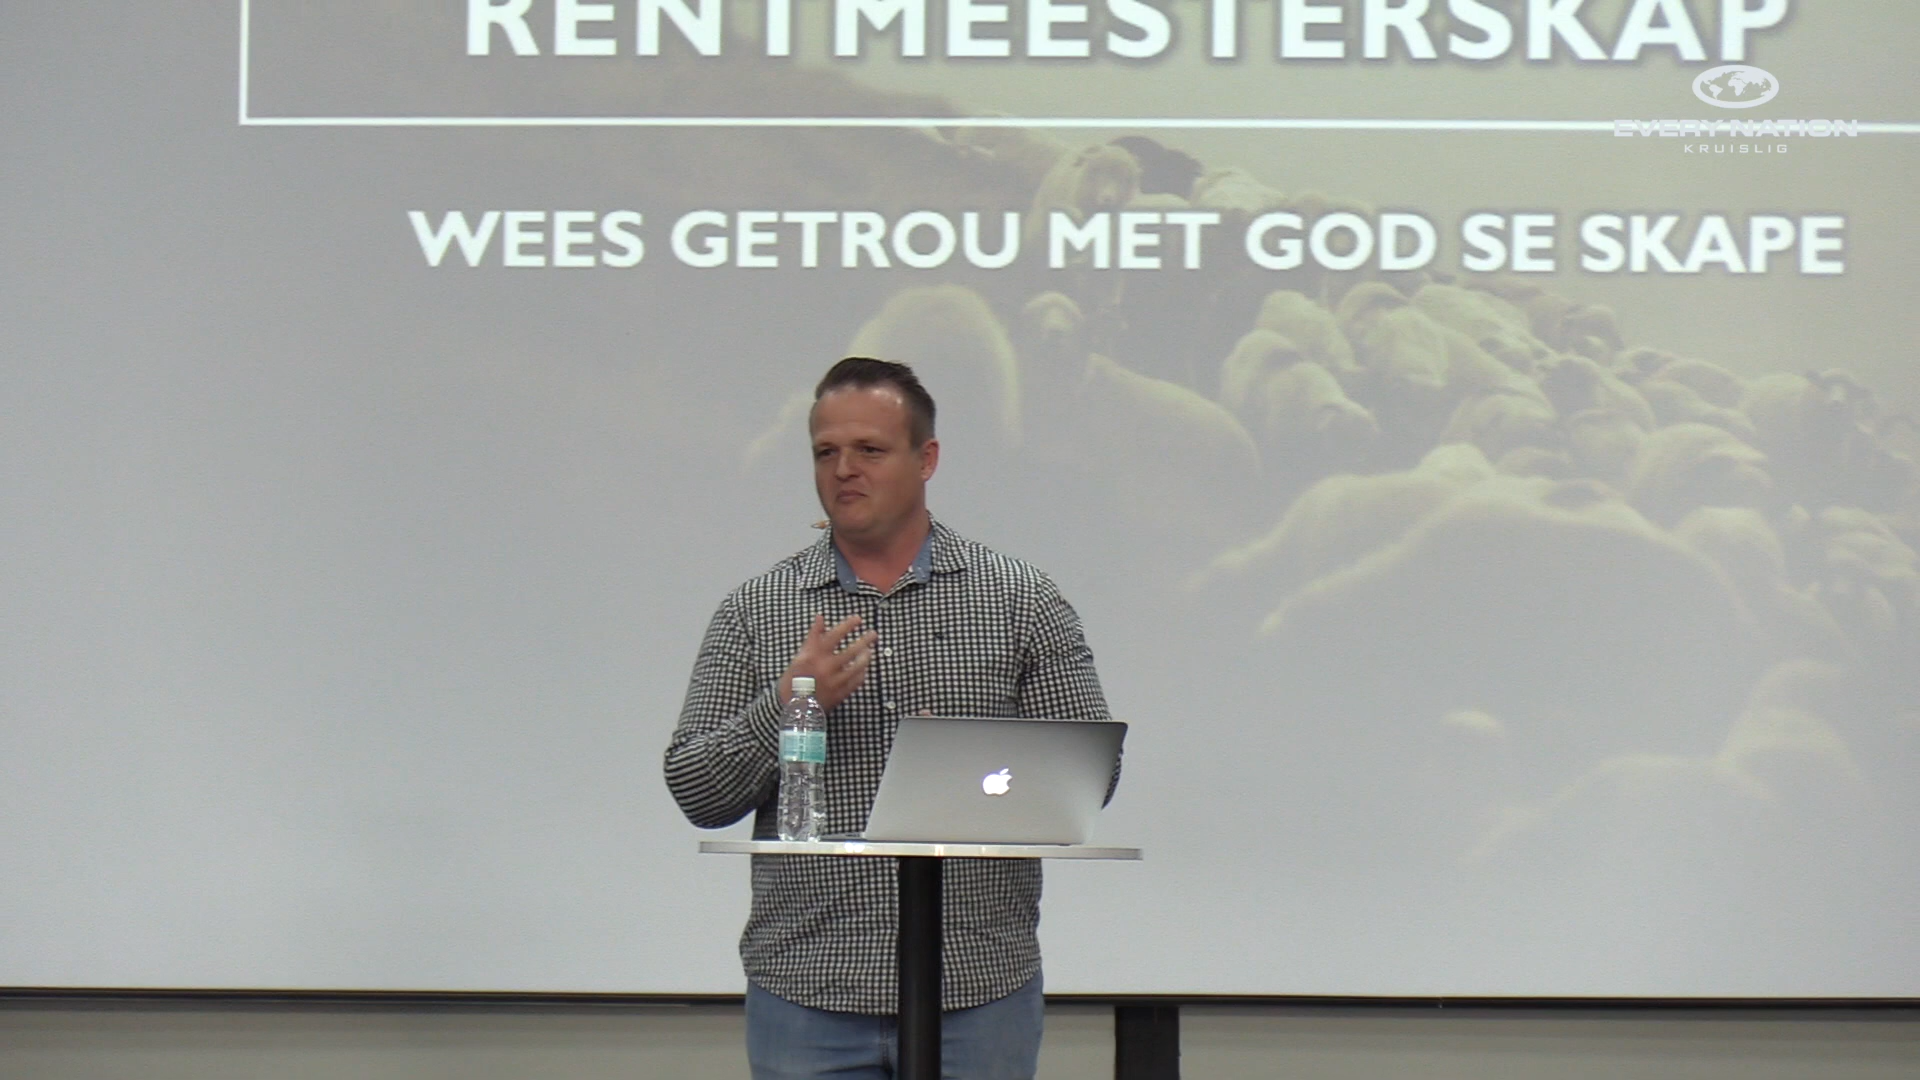 RENTMEESTERSKAP
EVERY NATION
KRUISLIG
WEES GETROU MET GOD SE SKAPE